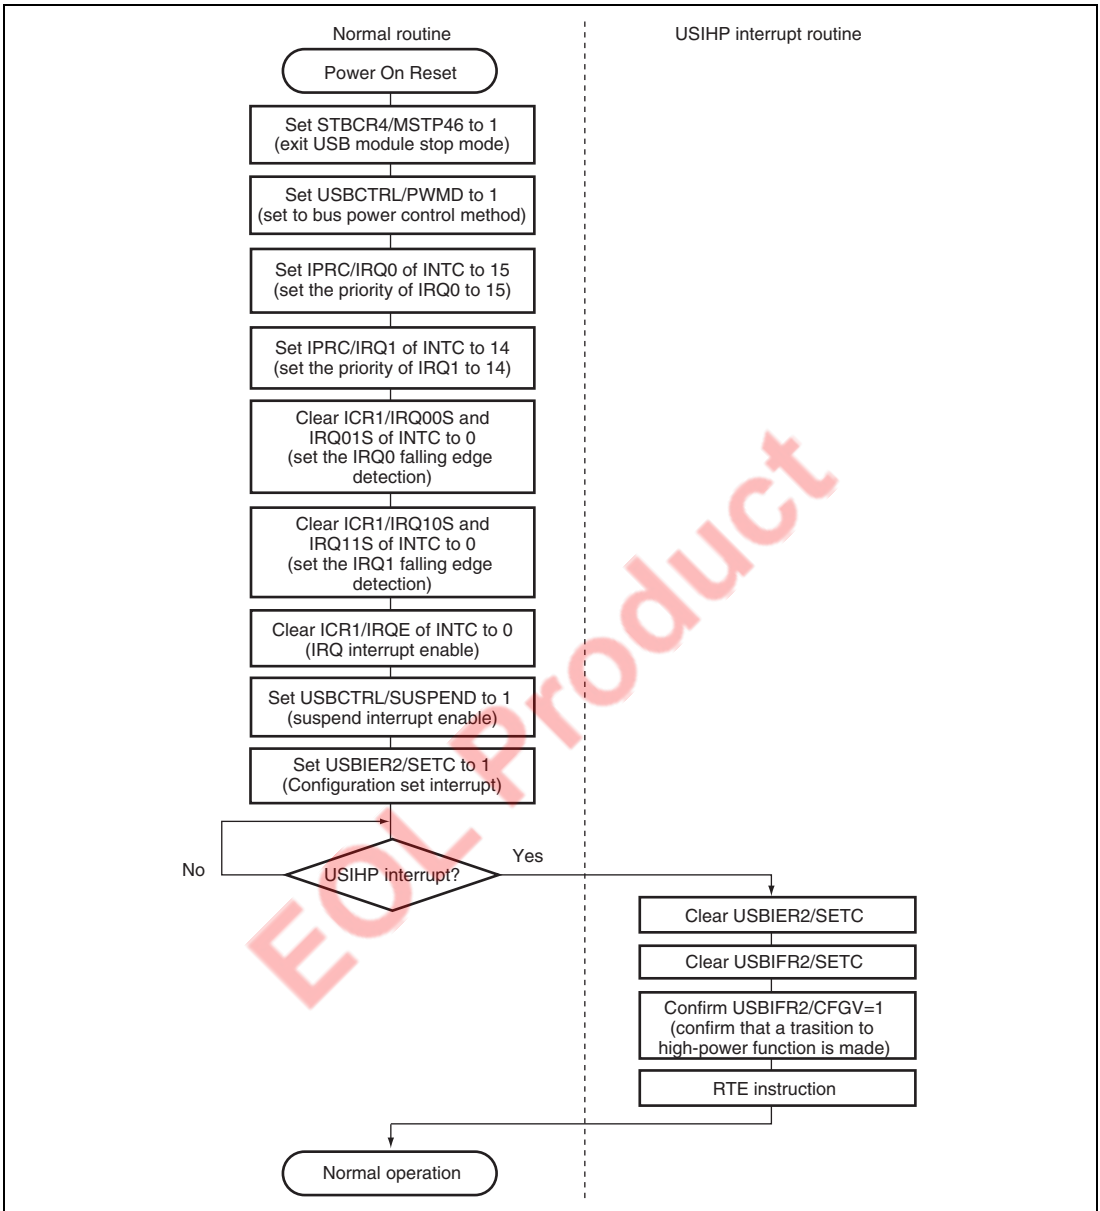 Normal routine
USIHP interrupt routine
Power On Reset
Set STBCR4/MSTP46 to 1
(exit USB module stop mode)
Set USBCTRL/PWMD to 1
(set to bus power control method)
Set IPRC/IRQ0 of INTC to 15
(set the priority of IRQ0 to 15)
Set IPRC/IRQ1 of INTC to 14
(set the priority of IRQ1 to 14)
Clear ICR1/IRQ00S and
IRQ01S of INTC to 0
(set the IRQ0 falling edge
detection)
Clear ICR1/IRQ10S and
IRQ11S of INTC to 0
(set the IRQ1 falling edge
detection)
Clear ICR1/IRQE of INTC to 0
(IRQ interrupt enable)
Set USBCTRL/SUSPEND to 1
(suspend interrupt enable)
Set USBIER2/SETC to 1
(Configuration set interrupt)
No
USIHP interrupt?
Yes
Clear USBIER2/SETC
Clear USBIFR2/SETC
Confirm USBIFR2/CFGV=1
(confirm that a trasition to
high-power function is made)
RTE instruction
Normal operation
EOL Product